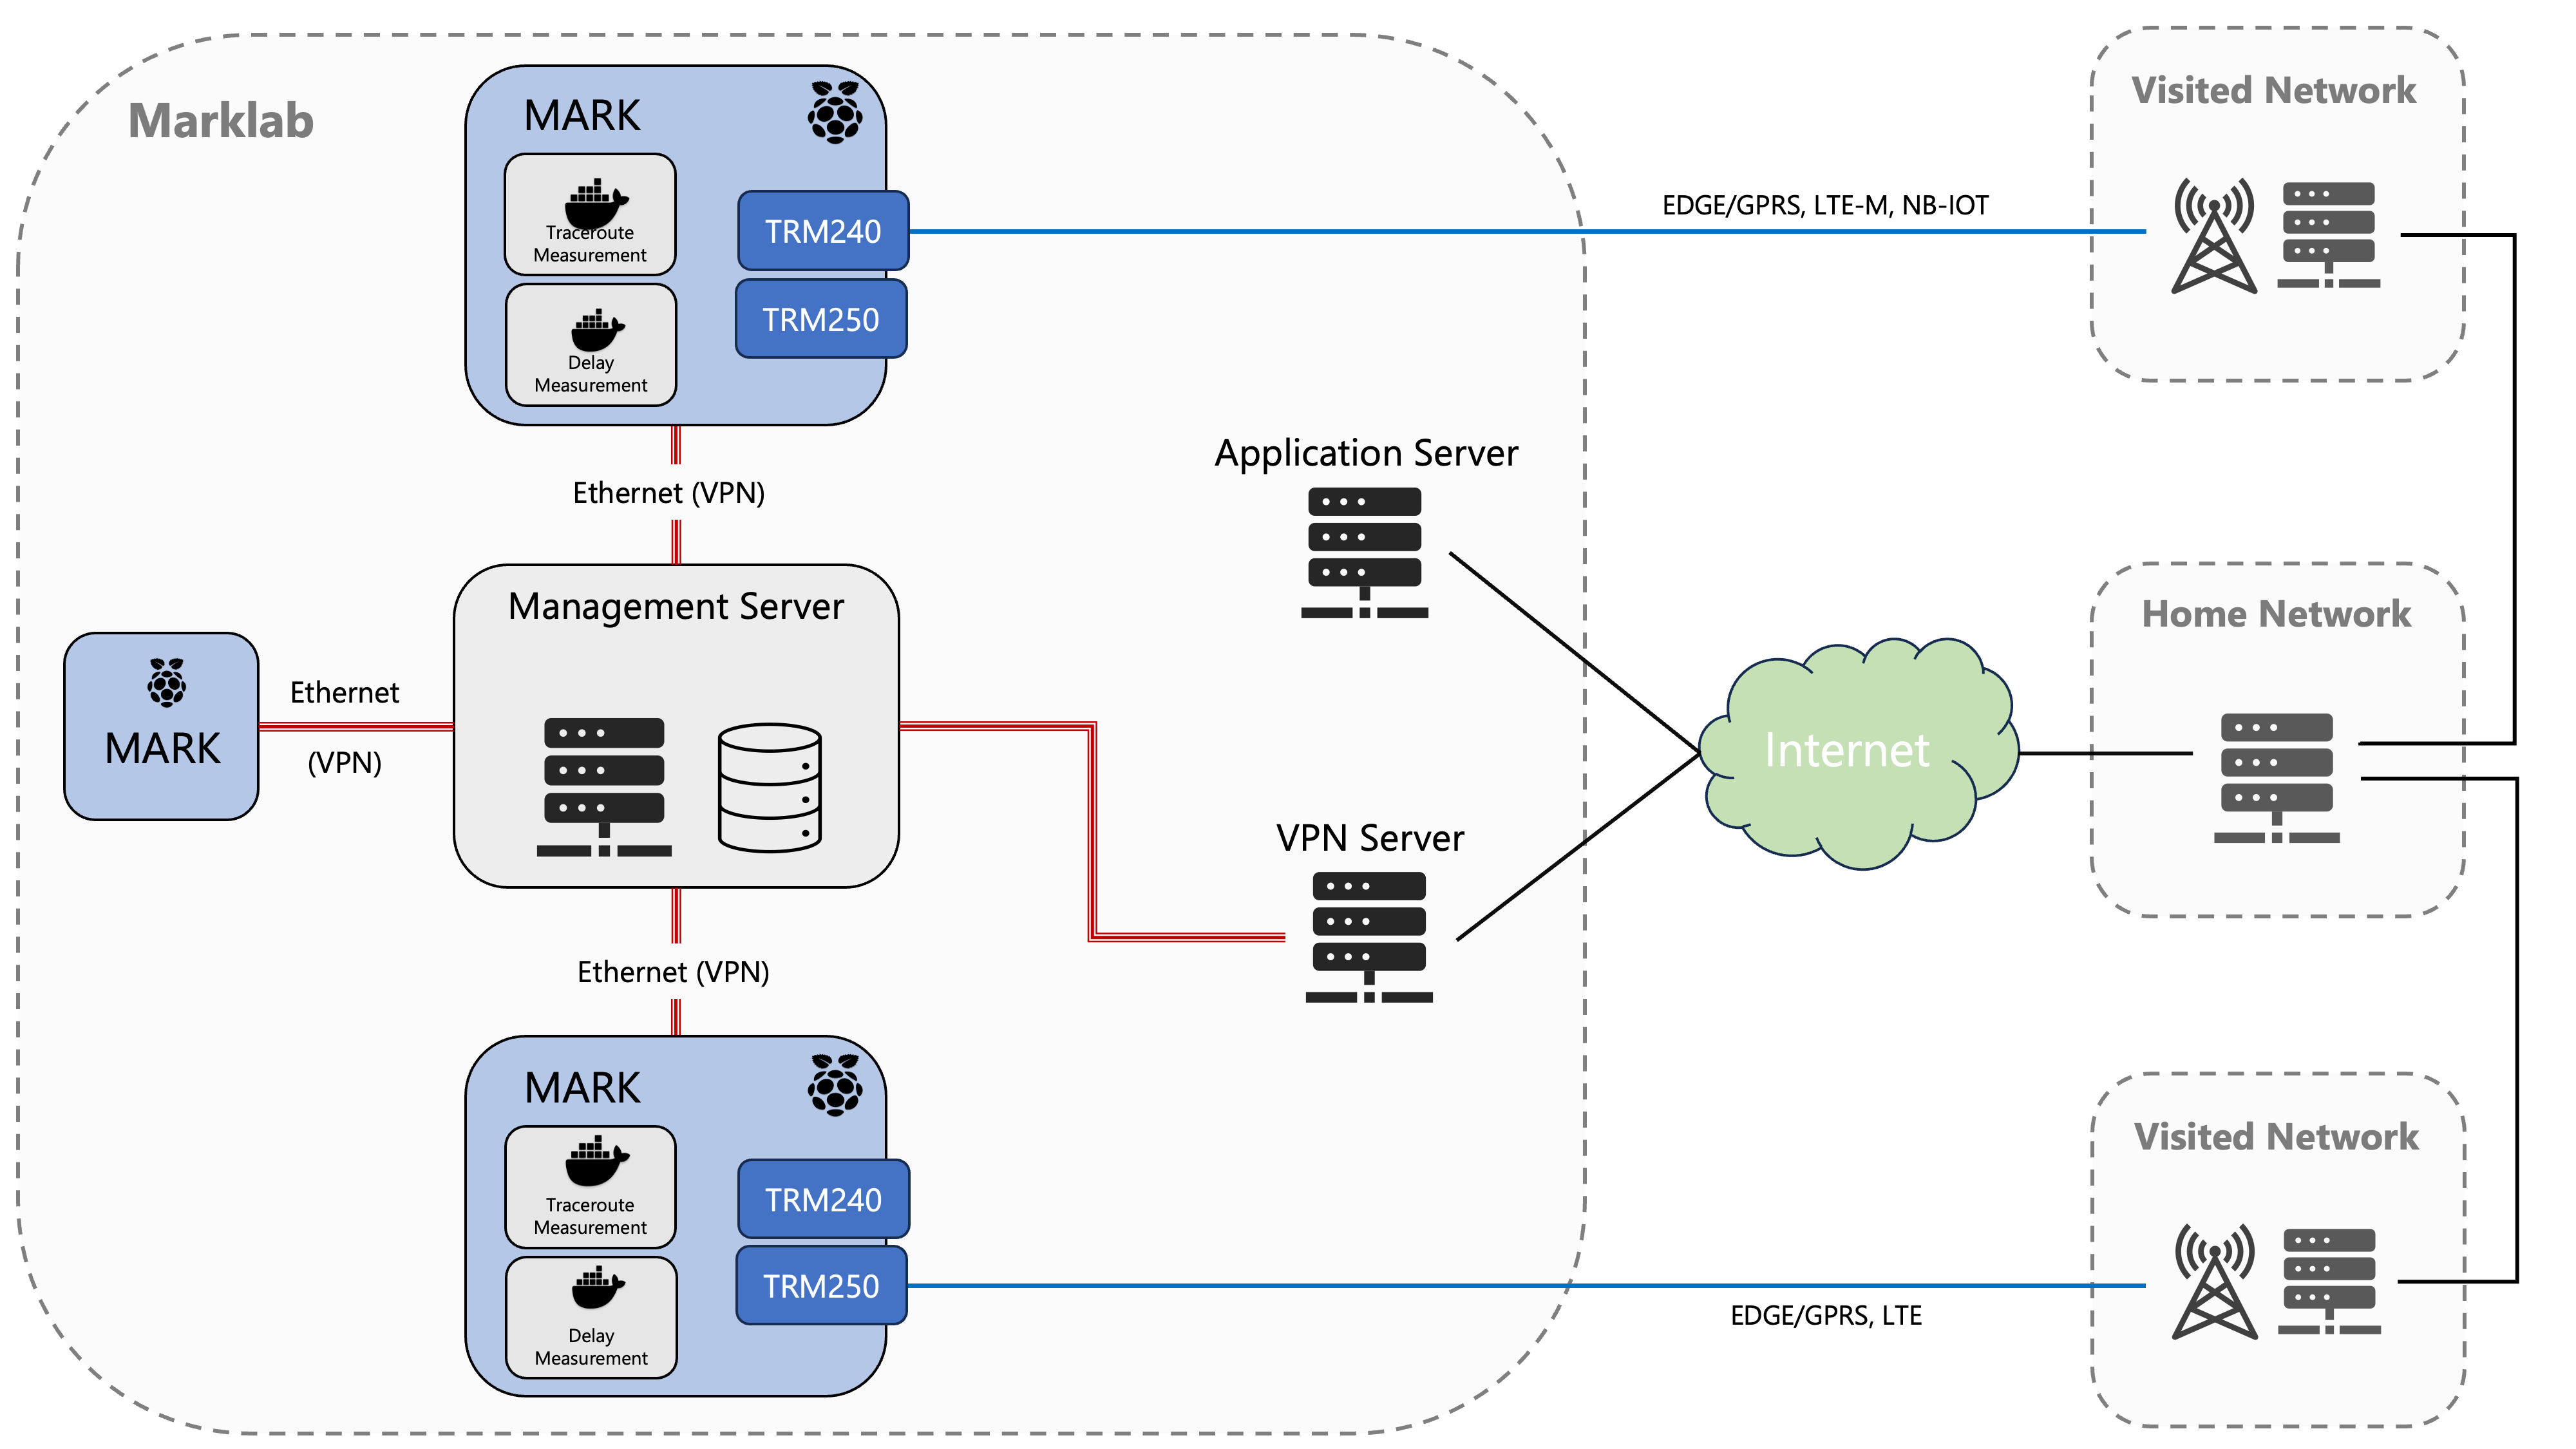 Marklab
MARK
Traceroute
Measurement
Delay
Measurement
TRM240
TRM250
EDGE/GPRS, LTE-M, NB-IOT
Visited Network
Ethernet (VPN)
Application Server
Management Server
MARK
Ethernet
(VPN)
VPN Server
Internet
Home Network
Ethernet (VPN)
MARK
Traceroute
Measurement
Delay
Measurement
TRM240
TRM250
EDGE/GPRS, LTE
Visited Network